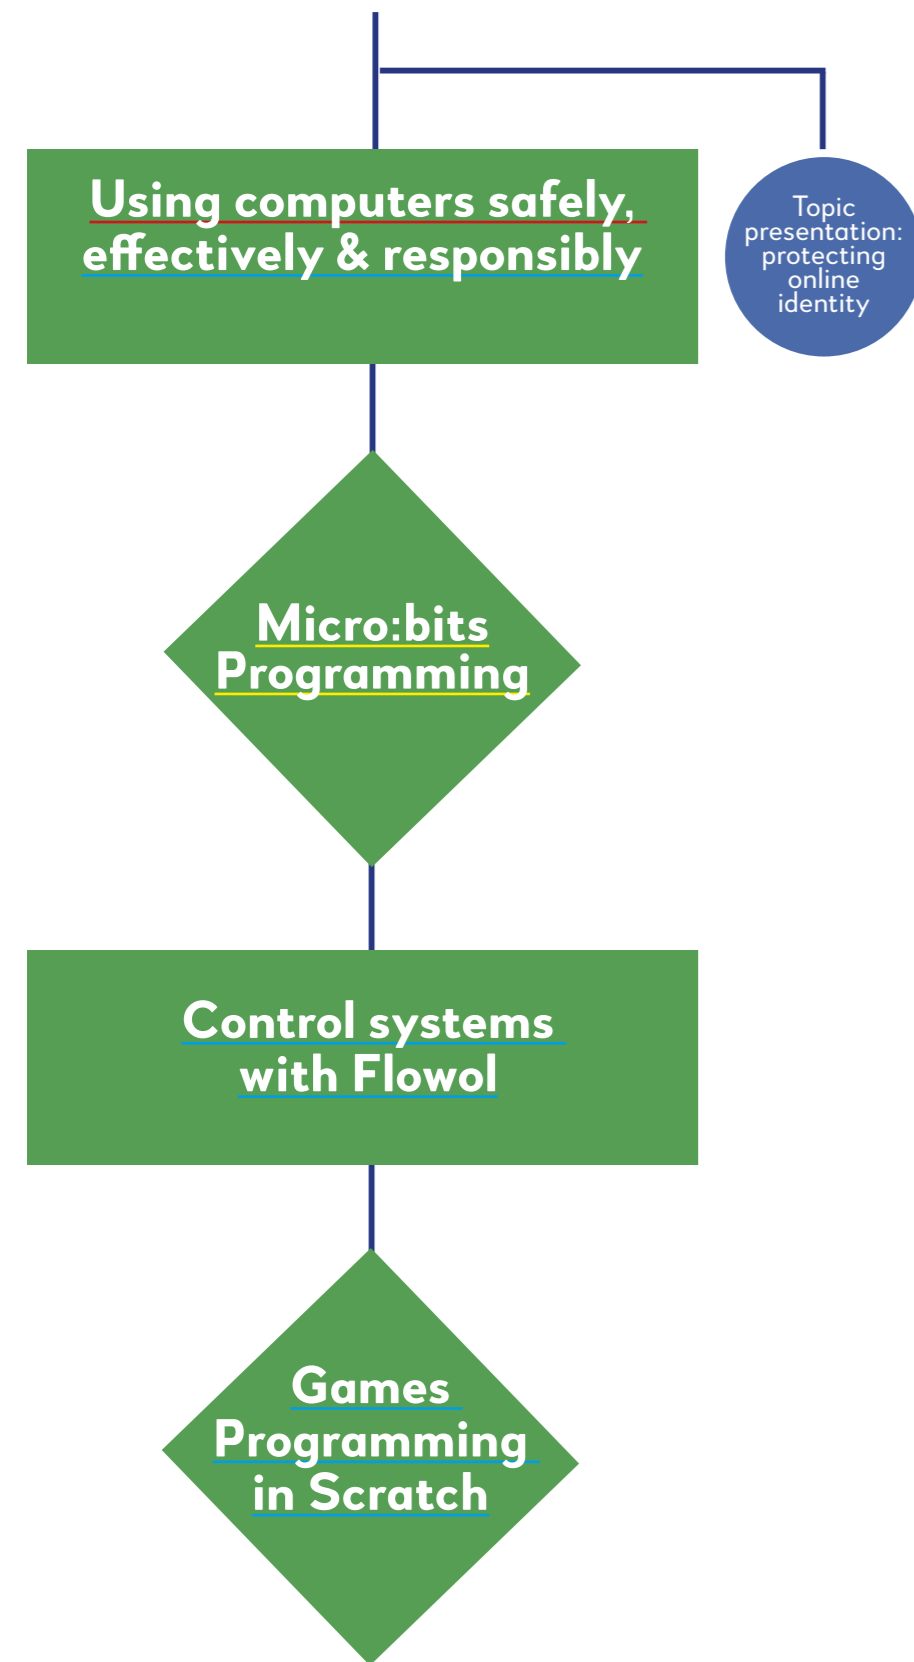 Using computers safely,
effectively & responsibly
Topic
presentation:
protecting
online
identity
Micro:bits
Programming
Control systems
with Flowol
Games
Programming
in Scratch